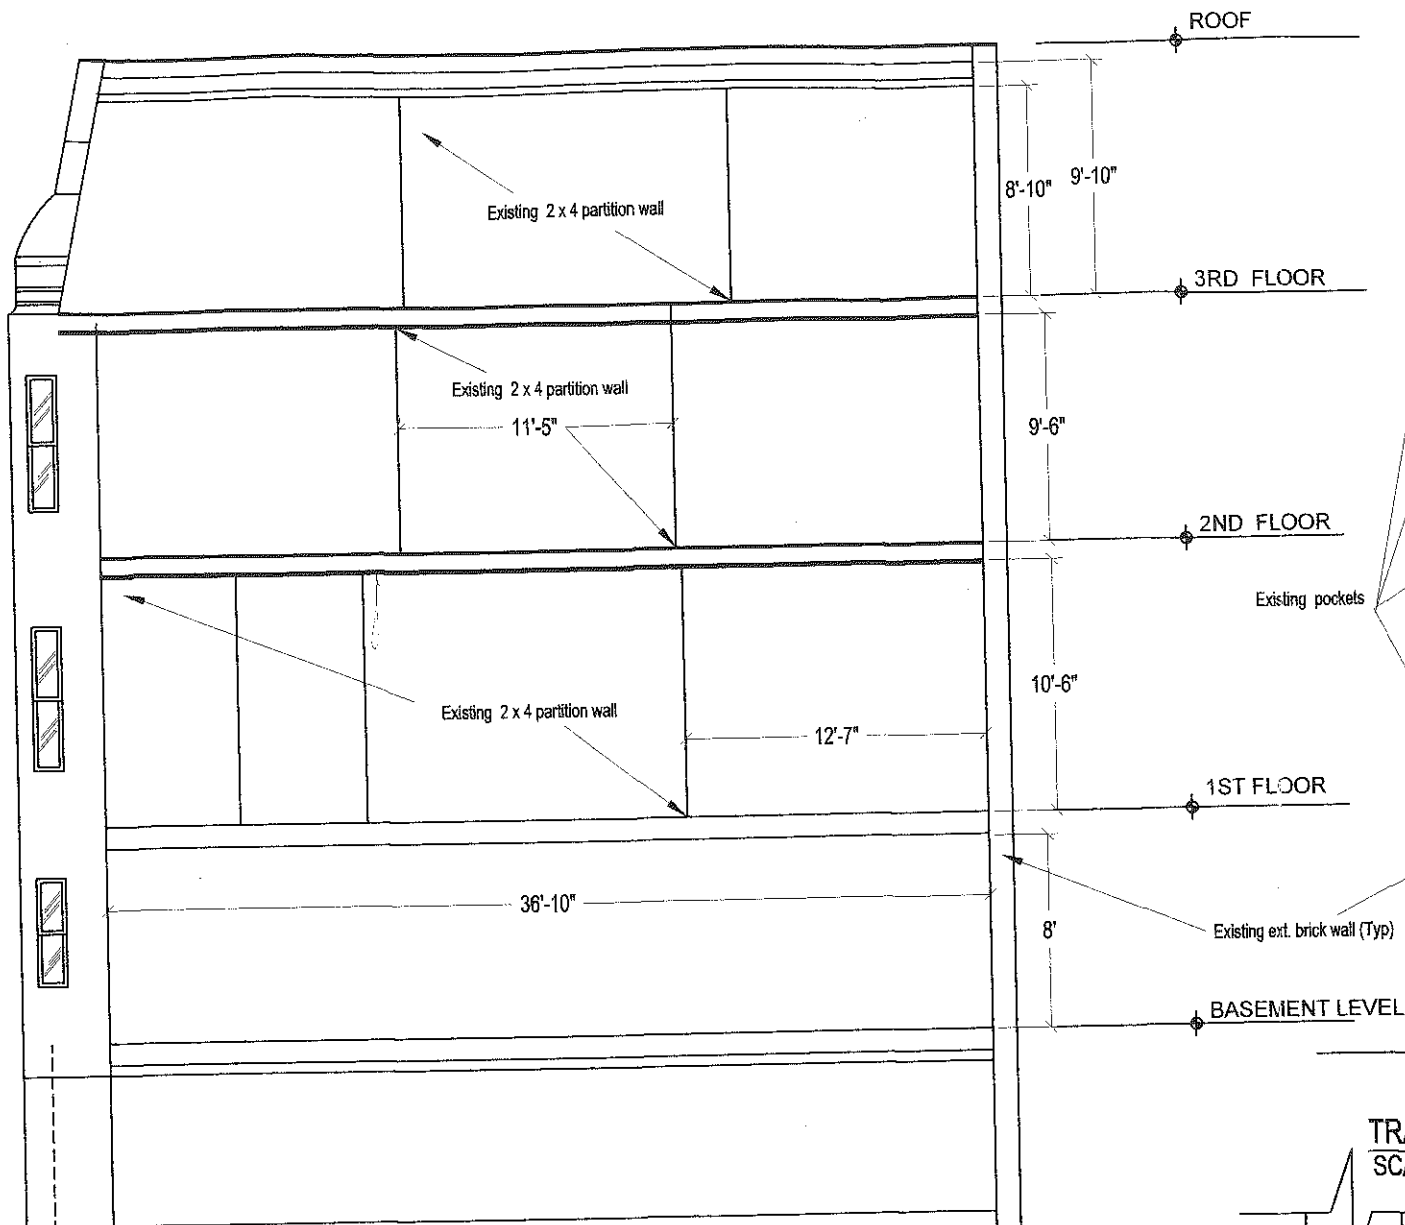 ROOF
8'-10"
9'-10"
Existing 2 x 4 partition wall
3RD FLOOR
Existing 2 x 4 partition wall
11'-5"
9'-6"
2ND FLOOR
Existing pockets
10'-6"
Existing 2 x 4 partition wall
12'-7"
1ST FLOOR
36'-10"
8'
Existing ext. brick wall (Typ)
BASEMENT LEVEL
TRA
SCA